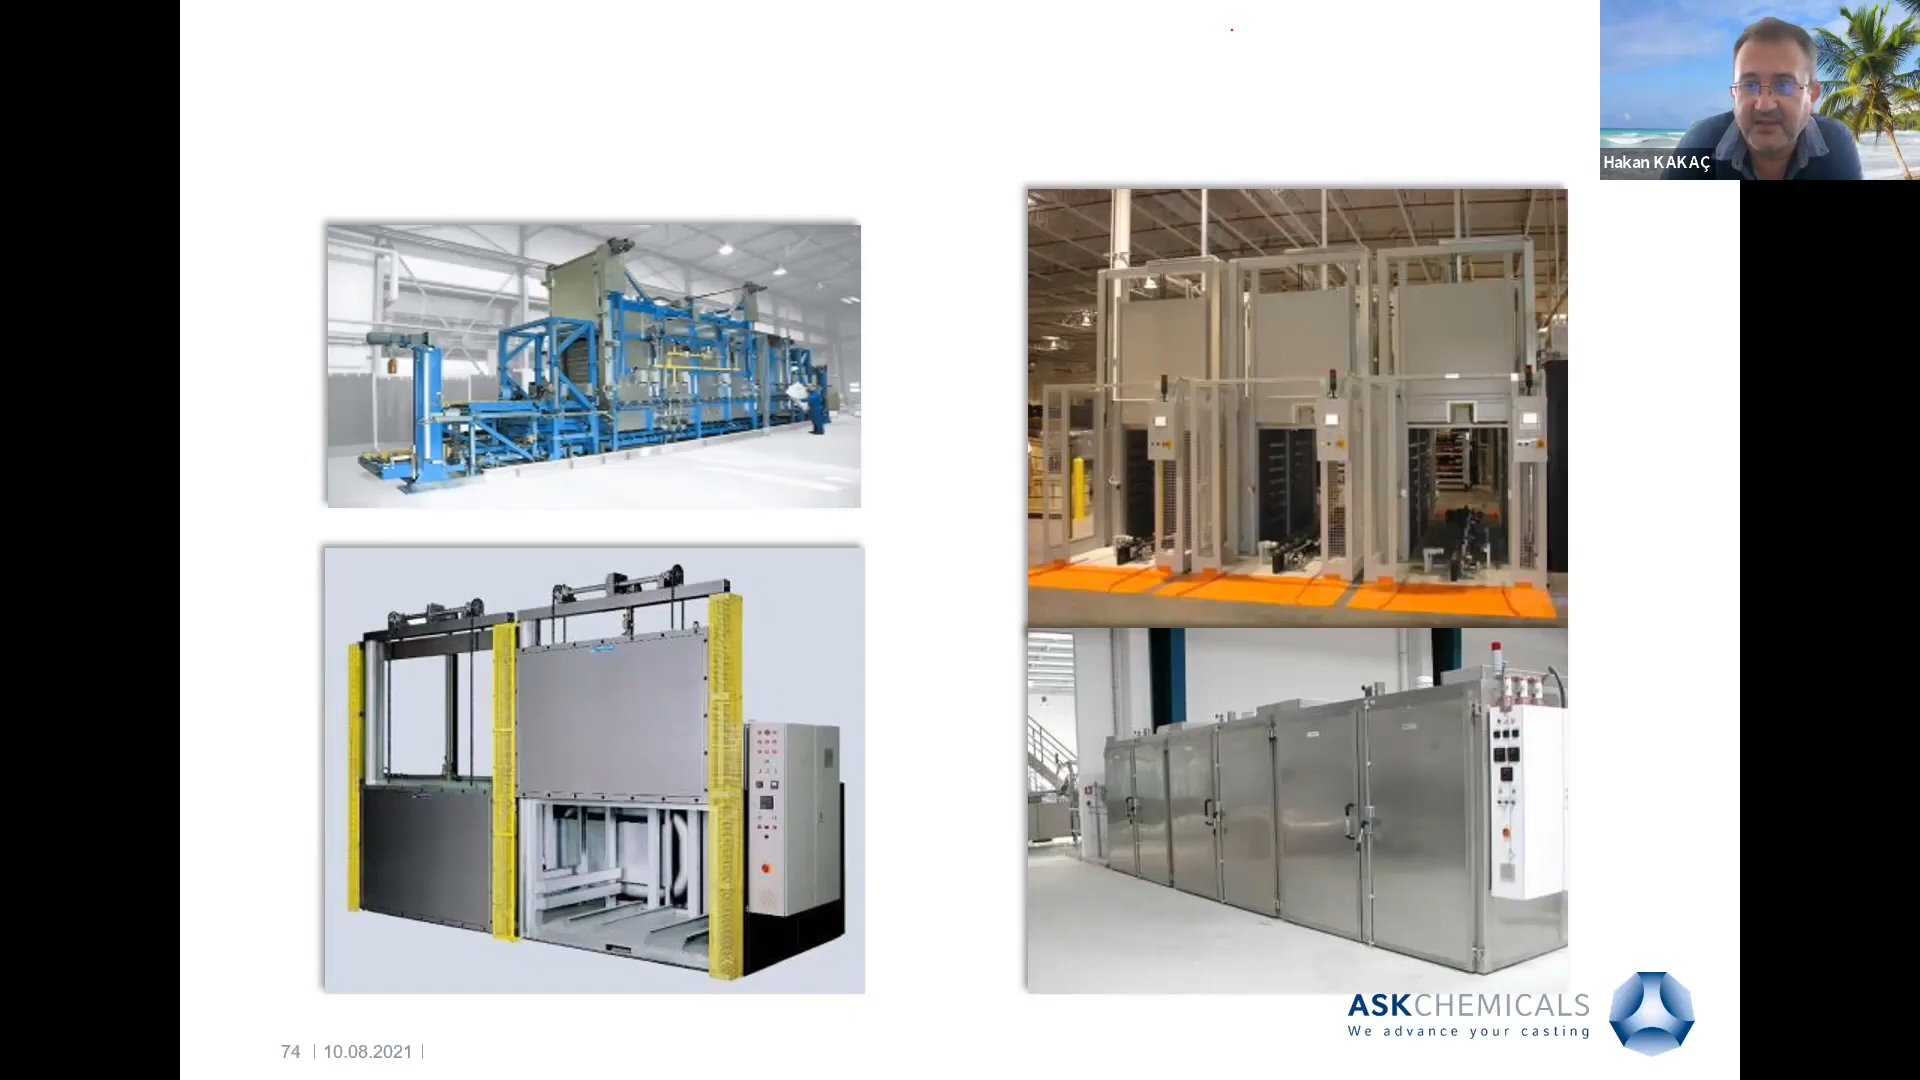 Hakan KAKAÇ
ASKCHEMICALS
We advance your casting
74 | 10.08.2021 |